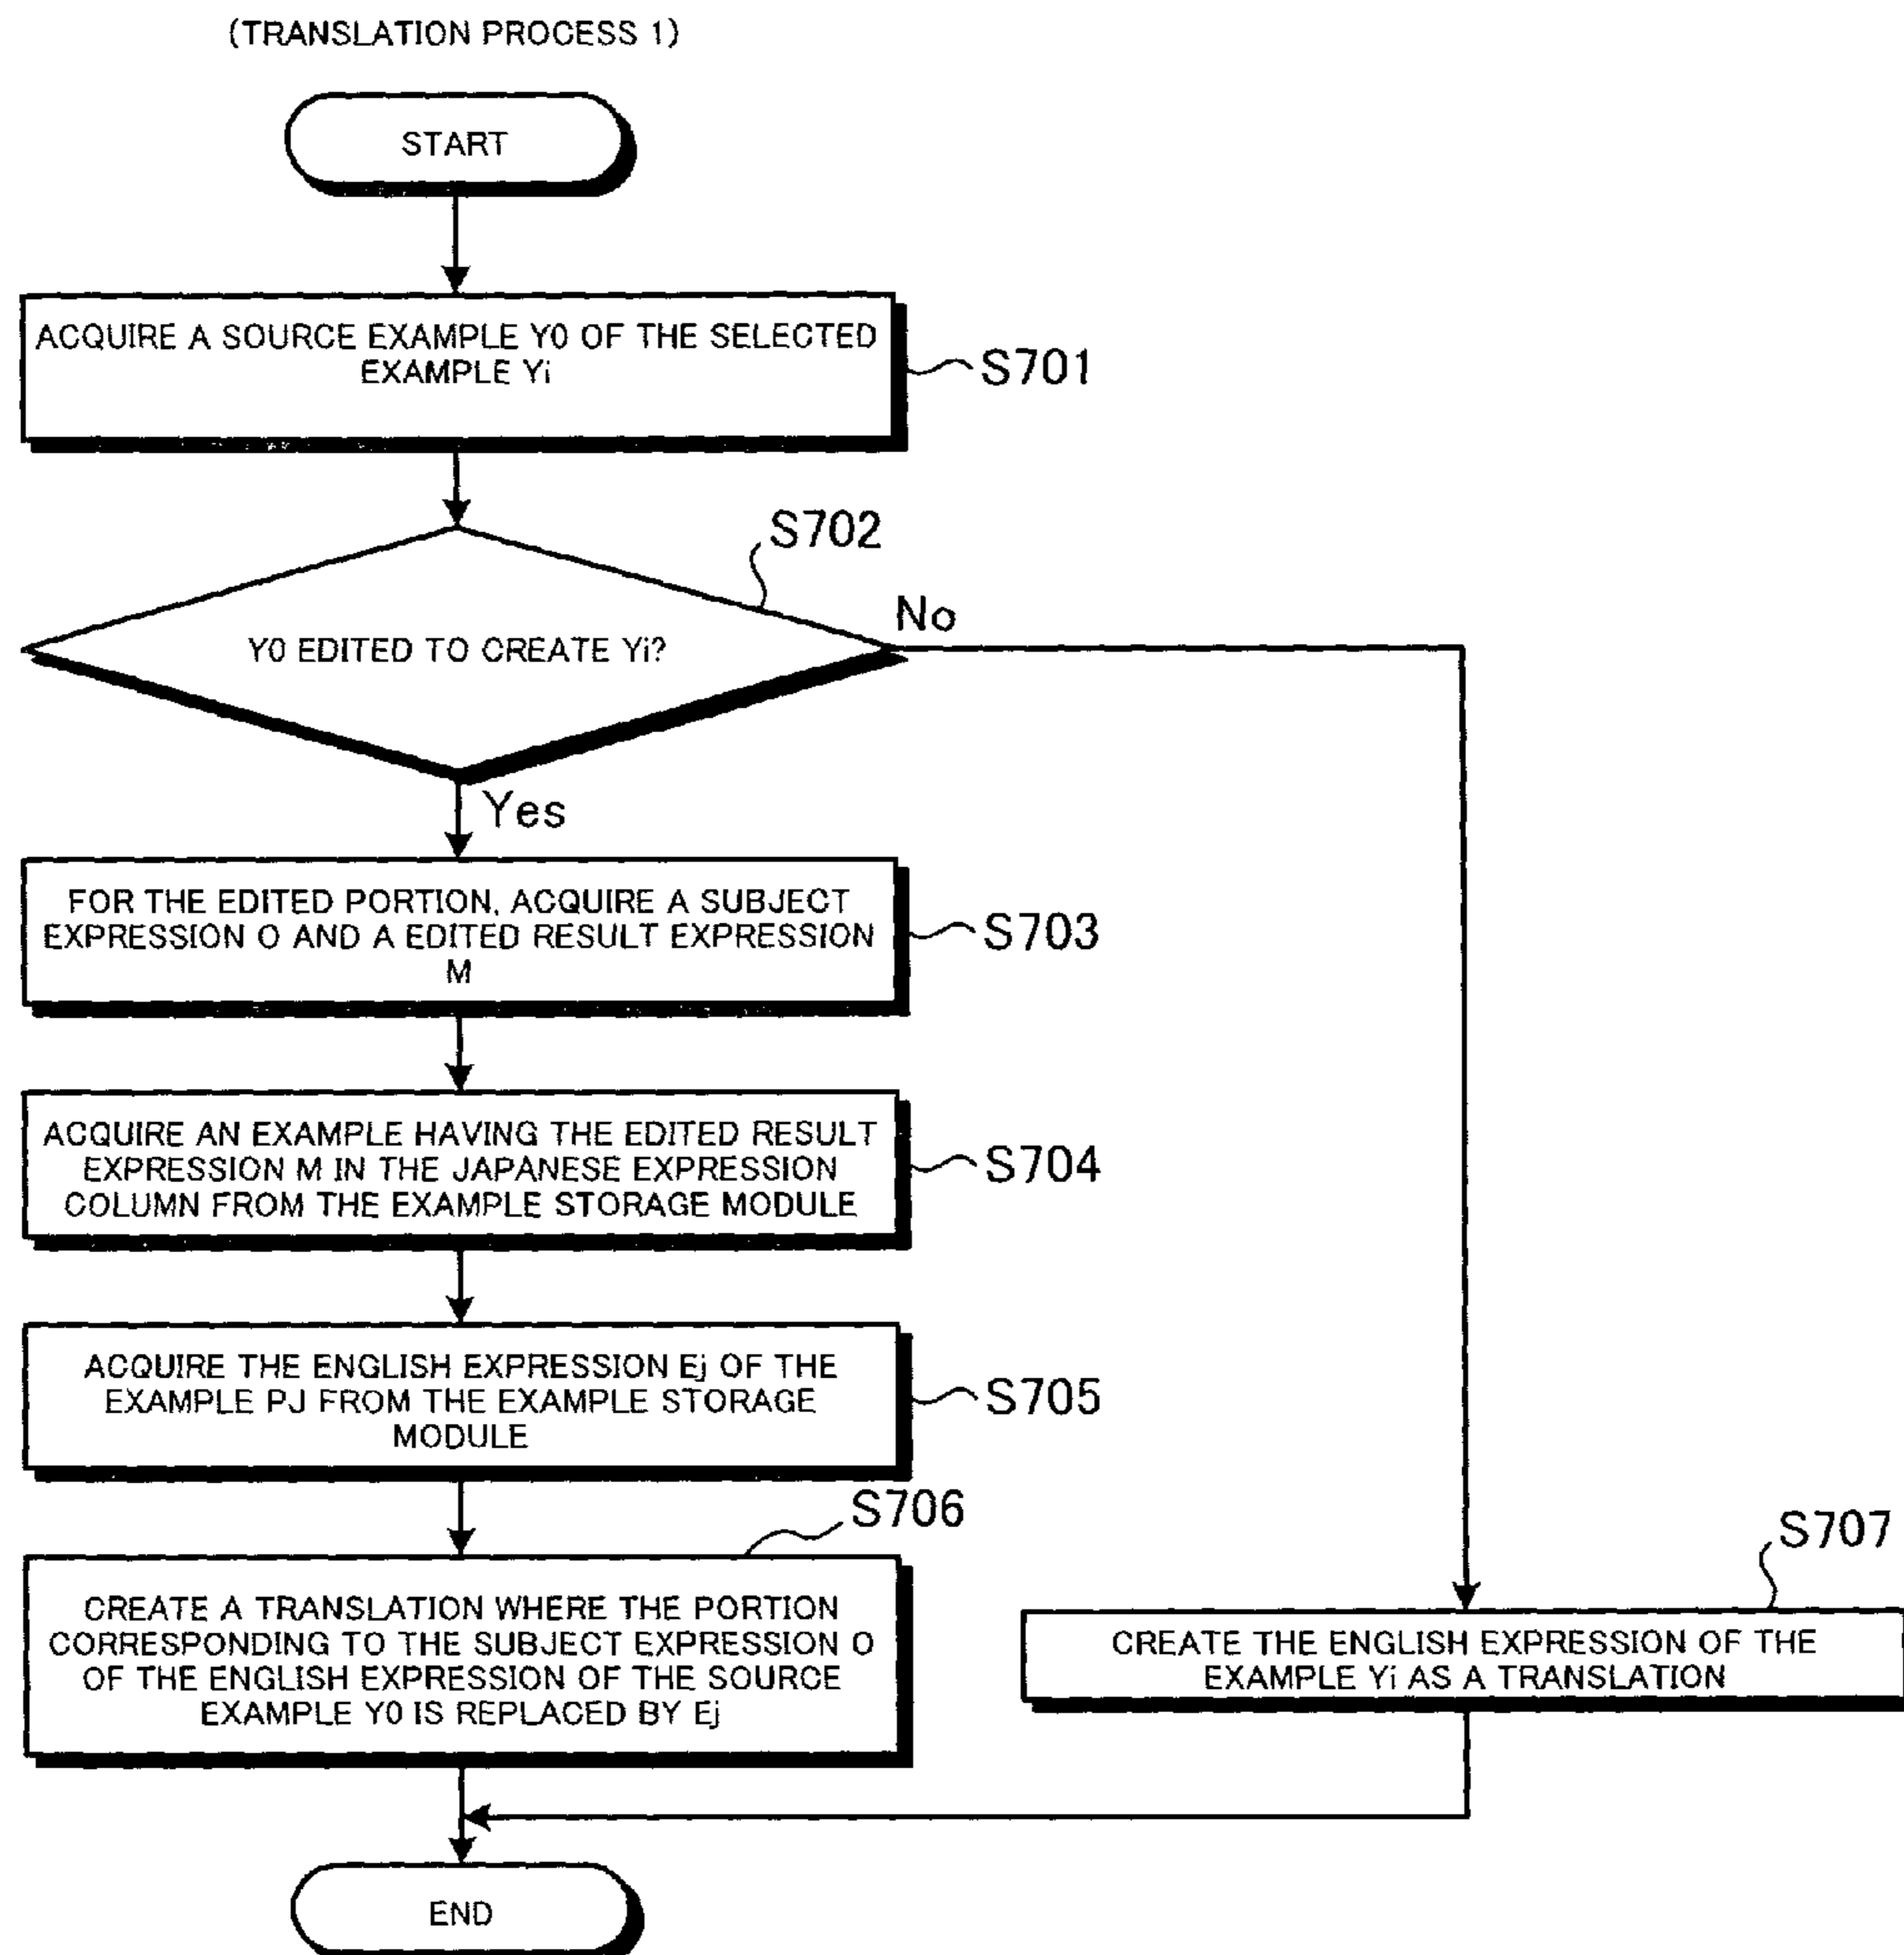 (TRANSLATION PROCESS 1)
START
ACQUIRE A SOURCE EXAMPLE Y0 OF THE SELECTED
EXAMPLE Yi
S701
S702
Y0 EDITED TO CREATE Yi?
No
Yes
FOR THE EDITED PORTION, ACQUIRE A SUBJECT
EXPRESSION O AND A EDITED RESULT EXPRESSION
M
S703
ACQUIRE AN EXAMPLE HAVING THE EDITED RESULT
EXPRESSION M IN THE JAPANESE EXPRESSION
COLUMN FROM THE EXAMPLE STORAGE MODULE
S704
ACQUIRE THE ENGLISH EXPRESSION Ej OF THE
EXAMPLE PJ FROM THE EXAMPLE STORAGE
MODULE
S705
S706
CREATE A TRANSLATION WHERE THE PORTION
CORRESPONDING TO THE SUBJECT EXPRESSION O
OF THE ENGLISH EXPRESSION OF THE SOURCE
EXAMPLE Y0 IS REPLACED BY Ej
S707
CREATE THE ENGLISH EXPRESSION OF THE
EXAMPLE Yi AS A TRANSLATION
END